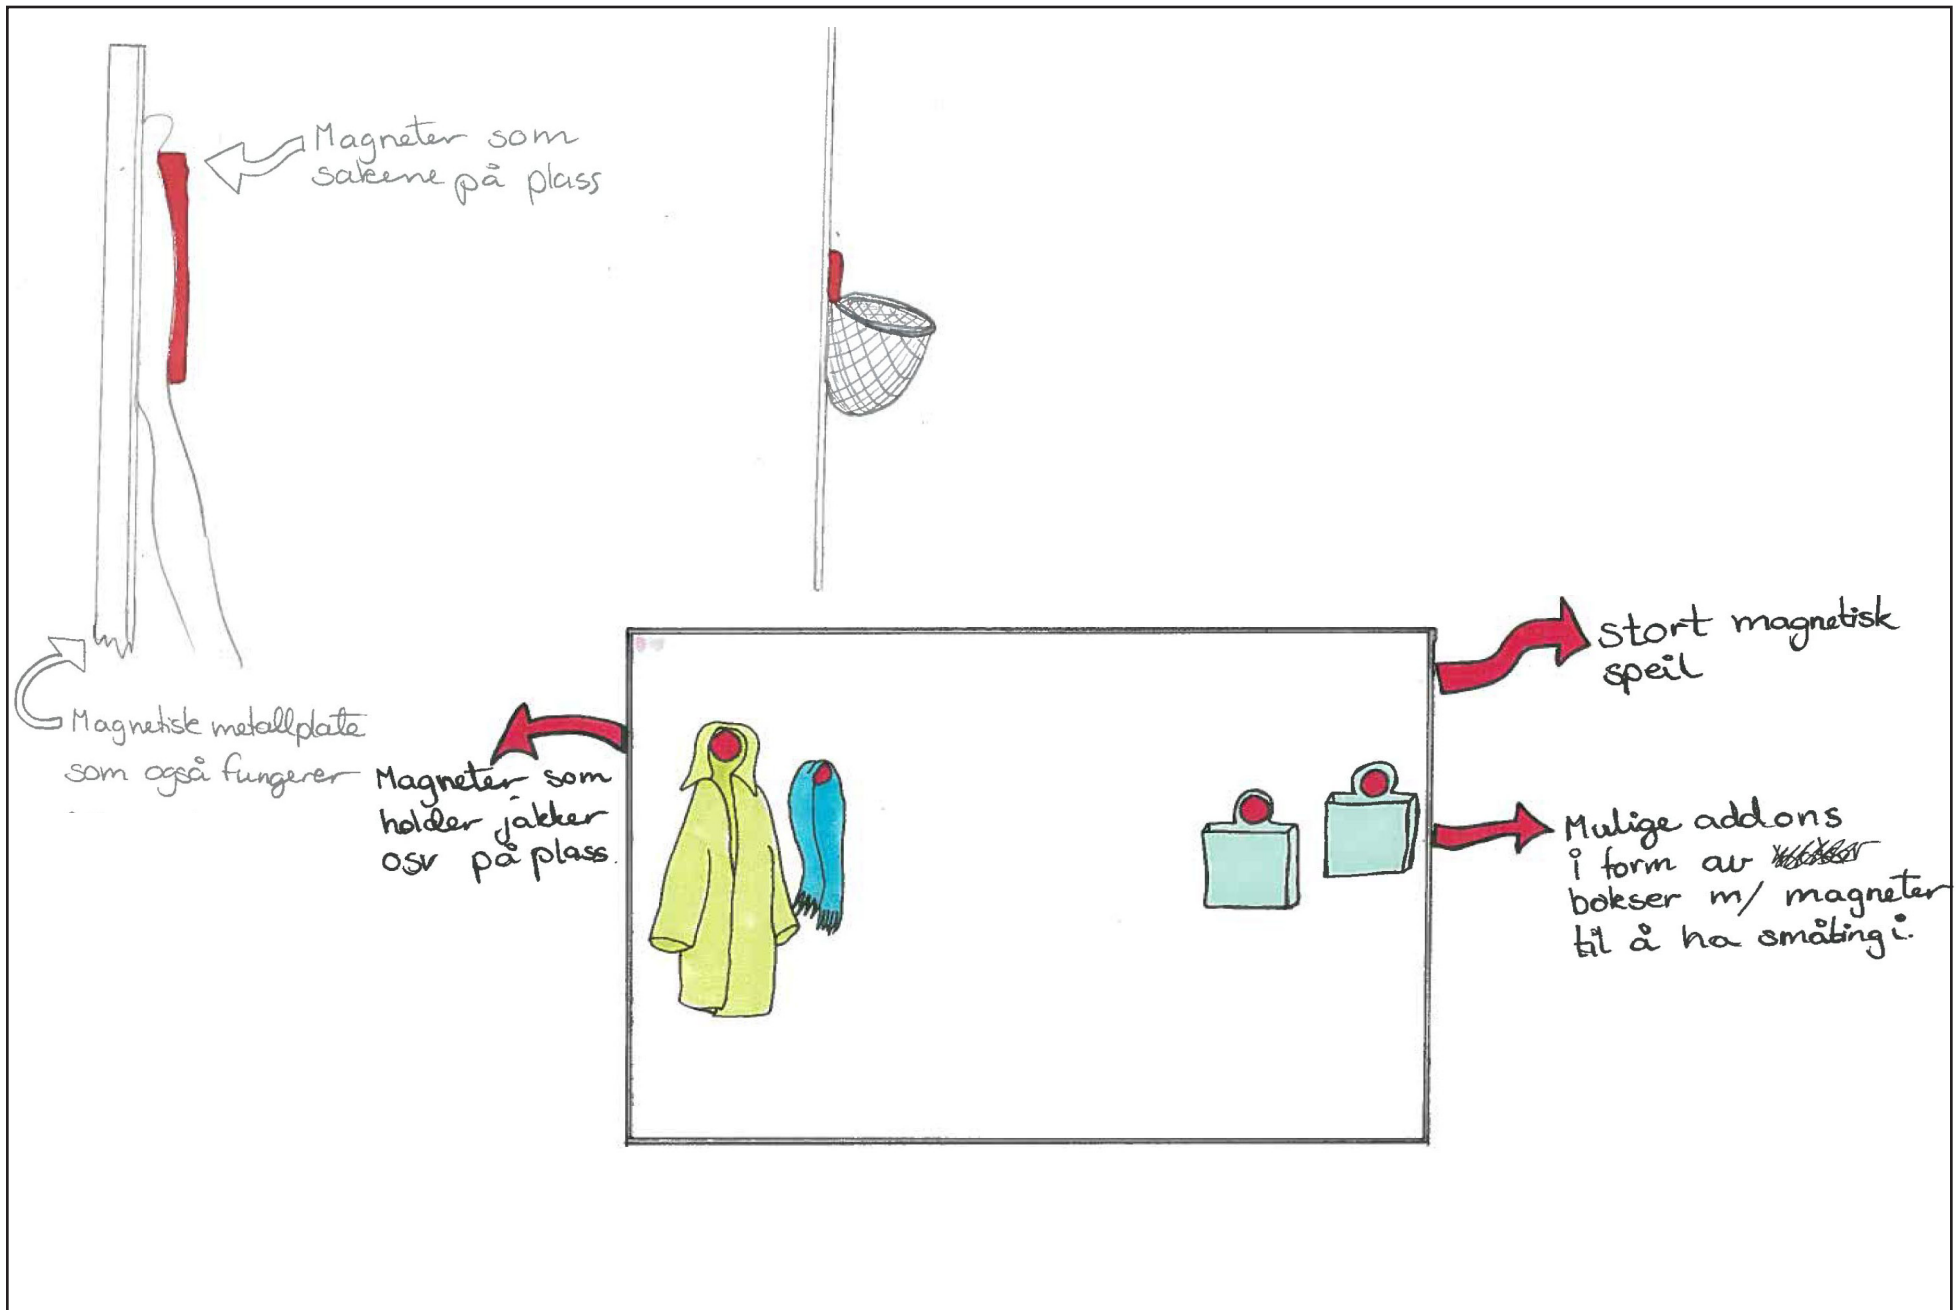 Magneter som
sakene på plass
Magnetisk metallplate
som også fungerer
Magneter som
holder jakker
osv på plass.
Stort magnetisk
speil
Mulige addons
i form av
bokser m/ magneter
til å ha småting i.